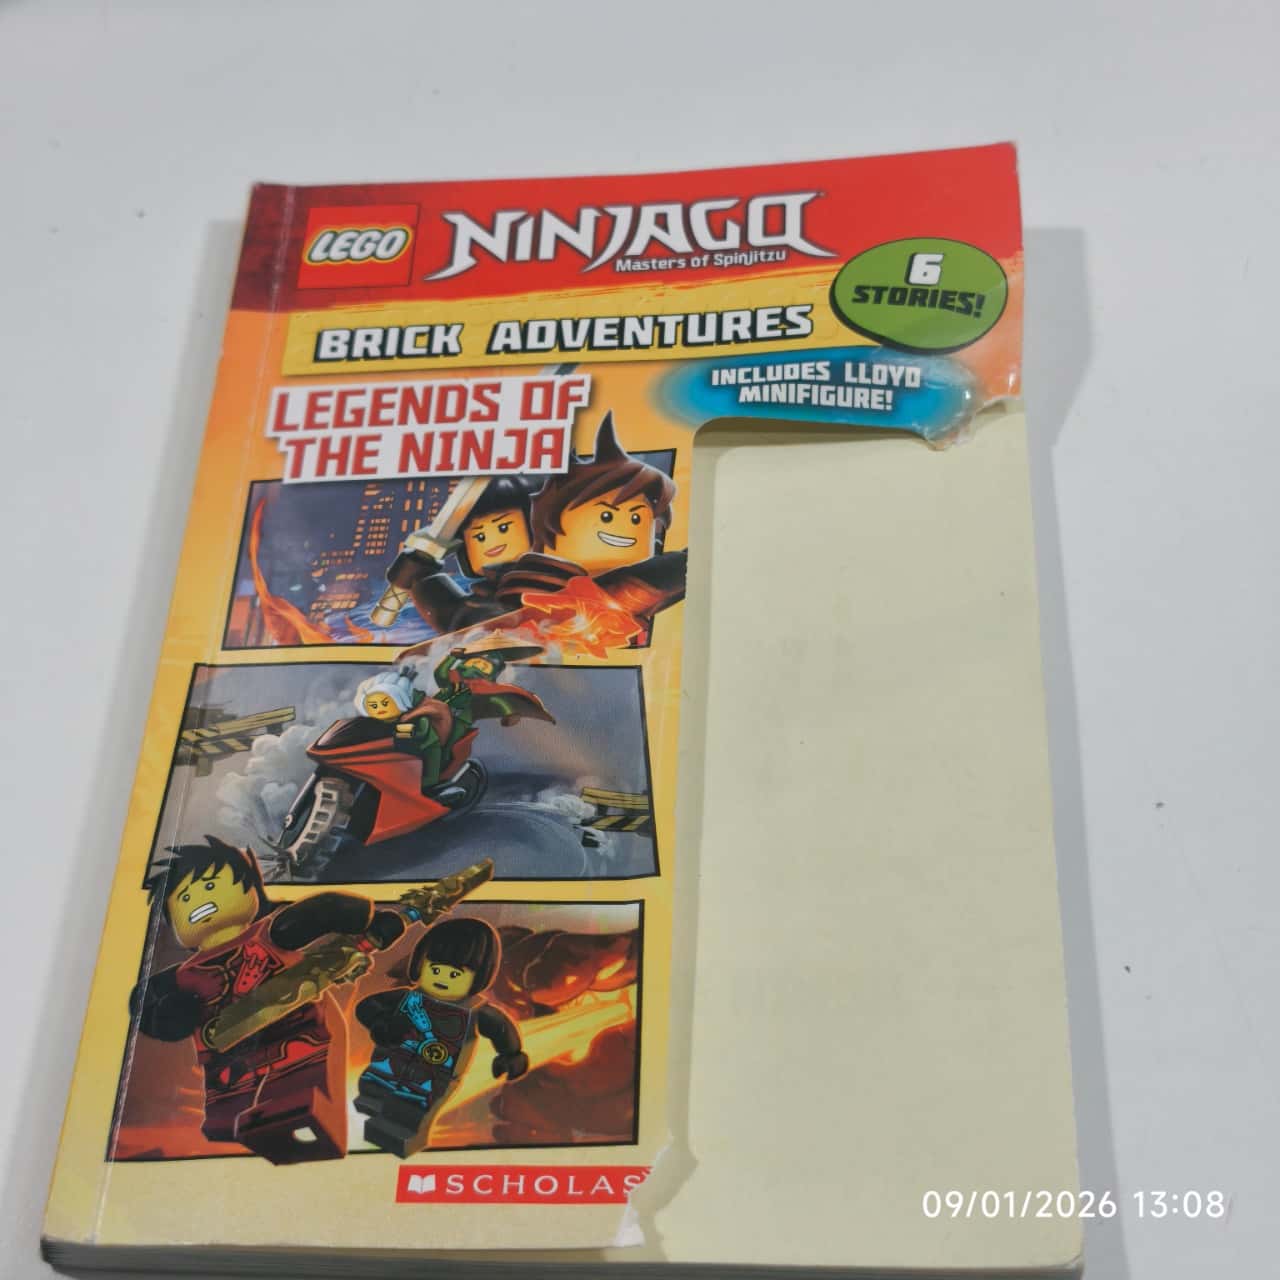 LEGO
NINJAGO
Masters of Spinjitzu
6
STORIES!
BRICK ADVENTURES
INCLUDES LLOYD
MINIFIGURE!
LEGENDS OF
THE NINJA
SCHOLAS
09/01/2026 13:08